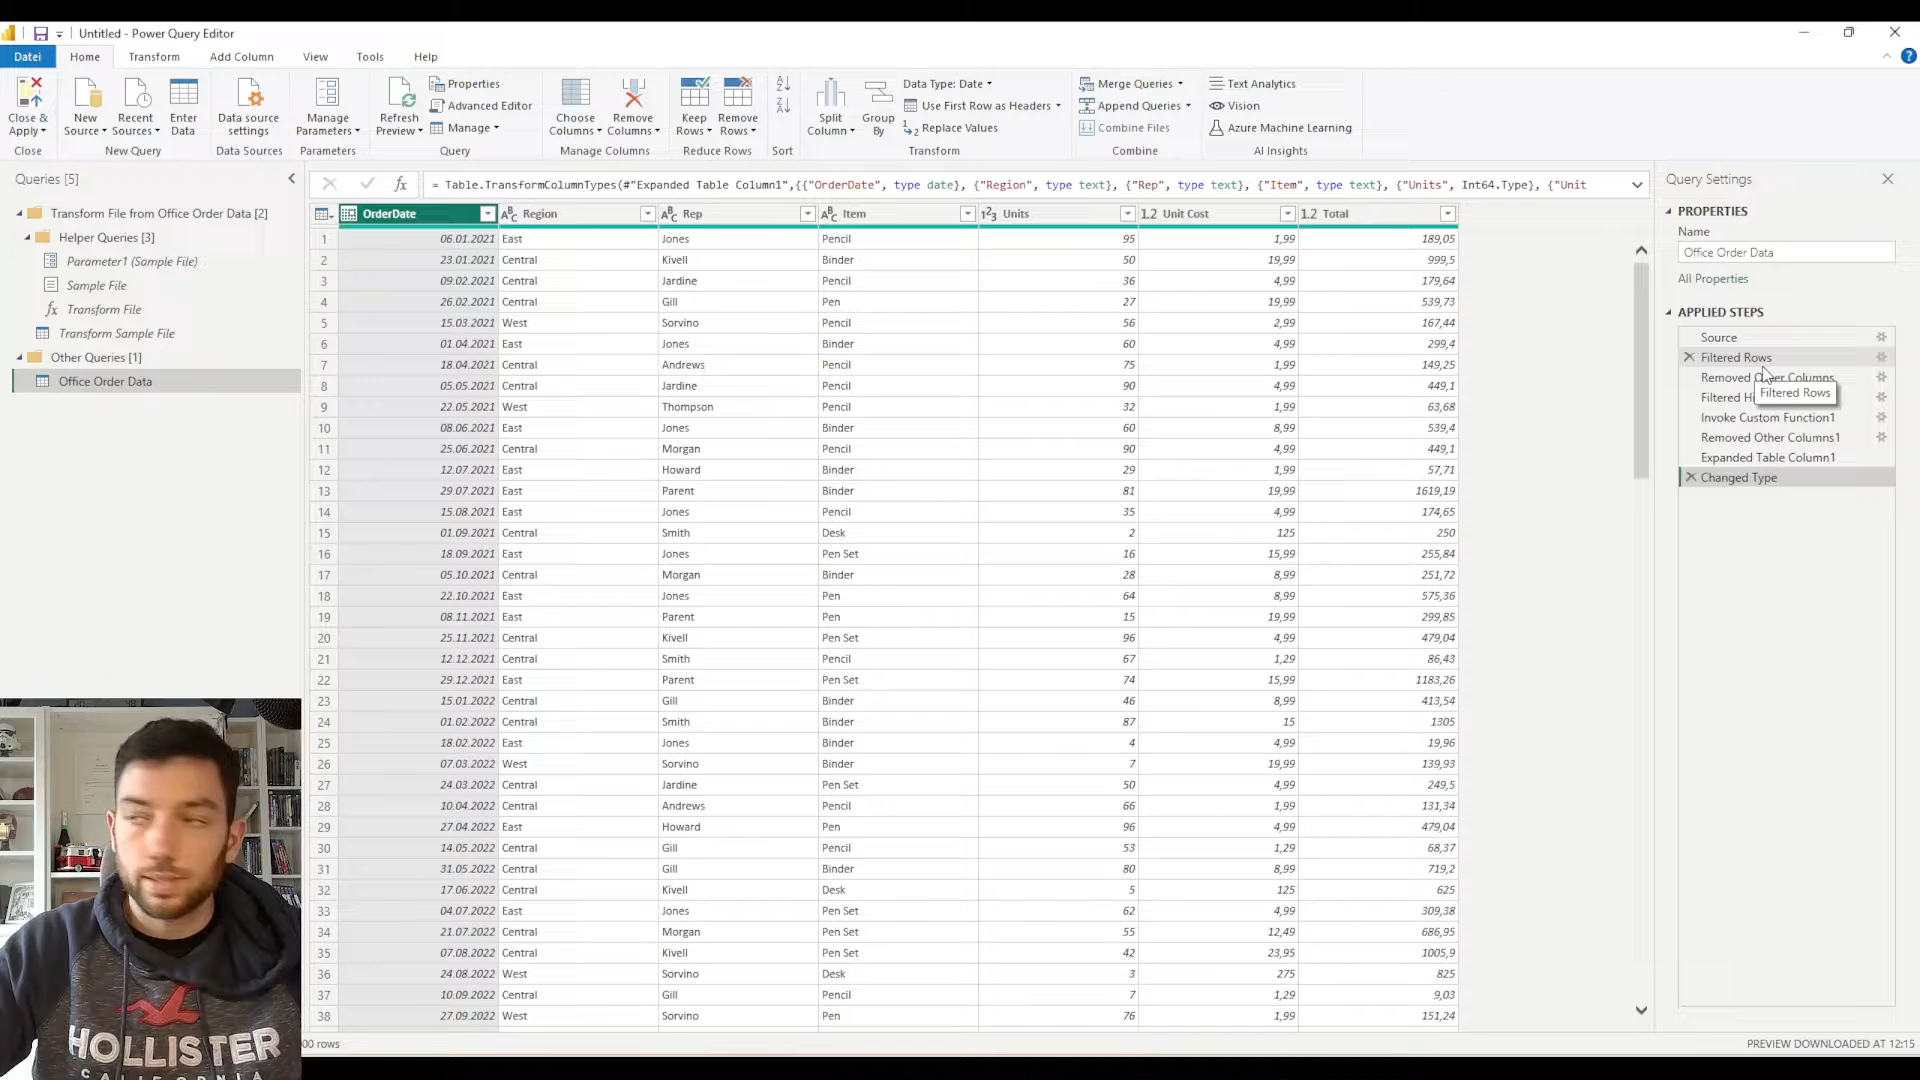 Untitled - Power Query Editor
Datei Home Transform Add Column View Tools Help
Close & Apply New Source Recent Sources Enter Data Data source settings Manage Parameters Refresh Preview Properties Advanced Editor Manage Choose Columns Remove Columns Keep Rows Remove Rows Split Column Group By Data Type: Date Use First Row as Headers Replace Values Merge Queries Append Queries Combine Files Text Analytics Vision Azure Machine Learning
Close New Query Data Sources Parameters Query Manage Columns Reduce Rows Sort Transform Combine AI Insights
Queries [5]
Transform File from Office Order Data [2]
Helper Queries [3]
Parameter1 (Sample File)
Sample File
Transform File
Transform Sample File
Other Queries [1]
Office Order Data
= Table.TransformColumnTypes(#"Expanded Table Column1",{{"OrderDate", type date}, {"Region", type text}, {"Rep", type text}, {"Item", type text}, {"Units", Int64.Type}, {"Unit
OrderDate Region Rep Item Units Unit Cost Total
1 06.01.2021 East Jones Pencil 95 1,99 189,05
2 23.01.2021 Central Kivell Binder 50 19,99 999,5
3 09.02.2021 Central Jardine Pencil 36 4,99 179,64
4 26.02.2021 Central Gill Pen 27 19,99 539,73
5 15.03.2021 West Sorvino Pencil 56 2,99 167,44
6 01.04.2021 East Jones Binder 60 4,99 299,4
7 18.04.2021 Central Andrews Pencil 75 1,99 149,25
8 05.05.2021 Central Jardine Pencil 90 4,99 449,1
9 22.05.2021 West Thompson Pencil 32 1,99 63,68
10 08.06.2021 East Jones Binder 60 8,99 539,4
11 25.06.2021 Central Morgan Pencil 90 4,99 449,1
12 12.07.2021 East Howard Binder 29 1,99 57,71
13 29.07.2021 East Parent Binder 81 19,99 1619,19
14 15.08.2021 East Jones Pencil 35 4,99 174,65
15 01.09.2021 Central Smith Desk 2 125 250
16 18.09.2021 East Jones Pen Set 16 15,99 255,84
17 05.10.2021 Central Morgan Binder 28 8,99 251,72
18 22.10.2021 East Jones Pen 64 8,99 575,36
19 08.11.2021 East Parent Pen 15 19,99 299,85
20 25.11.2021 Central Kivell Pen Set 96 4,99 479,04
21 12.12.2021 Central Smith Pencil 67 1,29 86,43
22 29.12.2021 East Parent Pen Set 74 15,99 1183,26
23 15.01.2022 Central Gill Binder 46 8,99 413,54
24 01.02.2022 Central Smith Binder 87 15 1305
25 18.02.2022 East Jones Binder 4 4,99 19,96
26 07.03.2022 West Sorvino Binder 7 19,99 139,93
27 24.03.2022 Central Jardine Pen Set 50 4,99 249,5
28 10.04.2022 Central Andrews Pencil 66 1,99 131,34
29 27.04.2022 East Howard Pen 96 4,99 479,04
30 14.05.2022 Central Gill Pencil 53 1,29 68,37
31 31.05.2022 Central Gill Binder 80 8,99 719,2
32 17.06.2022 Central Kivell Desk 5 125 625
33 04.07.2022 East Jones Pen Set 62 4,99 309,38
34 21.07.2022 Central Morgan Pen Set 55 12,49 686,95
35 07.08.2022 Central Kivell Pen Set 42 23,95 1005,9
36 24.08.2022 West Sorvino Desk 3 275 825
37 10.09.2022 Central Gill Pencil 7 1,29 9,03
38 27.09.2022 West Sorvino Pen 76 1,99 151,24
00 rows
Query Settings
PROPERTIES
Name
Office Order Data
All Properties
APPLIED STEPS
Source
Filtered Rows
Removed Other Columns
Filtered Hi
Filtered Rows
Invoke Custom Function1
Removed Other Columns1
Expanded Table Column1
Changed Type
PREVIEW DOWNLOADED AT 12:15
HOLLISTER
CALIFORNIA